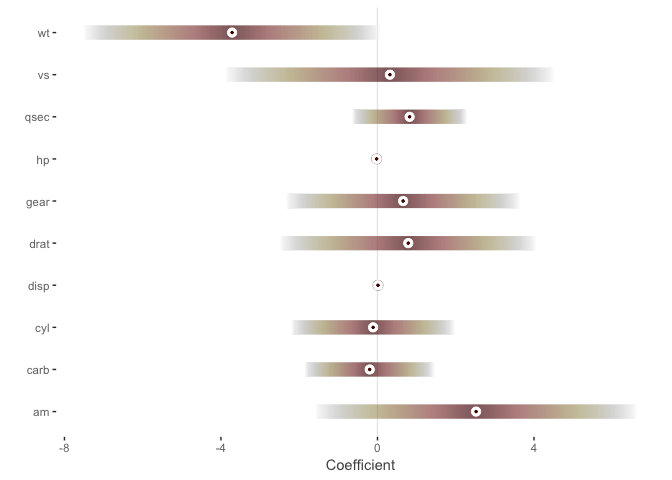 wt
vs
qsec
hp
gear
drat
disp
cyl
carb
am
-8 -4 0 4
Coefficient